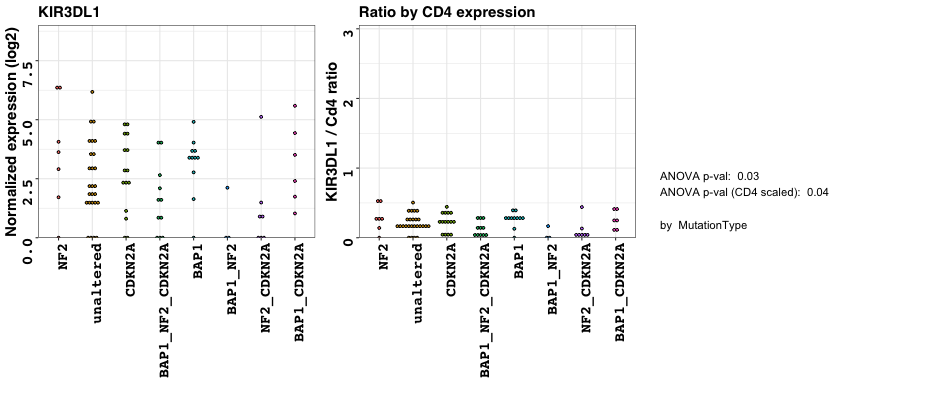 KIR3DL1
Normalized expression (log2)
7.5
5.0
2.5
0.0
NF2
unaltered
CDKN2A
BAP1_NF2_CDKN2A
BAP1
BAP1_NF2
NF2_CDKN2A
BAP1_CDKN2A
Ratio by CD4 expression
KIR3DL1 / Cd4 ratio
3
2
1
0
NF2
unaltered
CDKN2A
BAP1_NF2_CDKN2A
BAP1
BAP1_NF2
NF2_CDKN2A
BAP1_CDKN2A
ANOVA p-val: 0.03
ANOVA p-val (CD4 scaled): 0.04
by MutationType